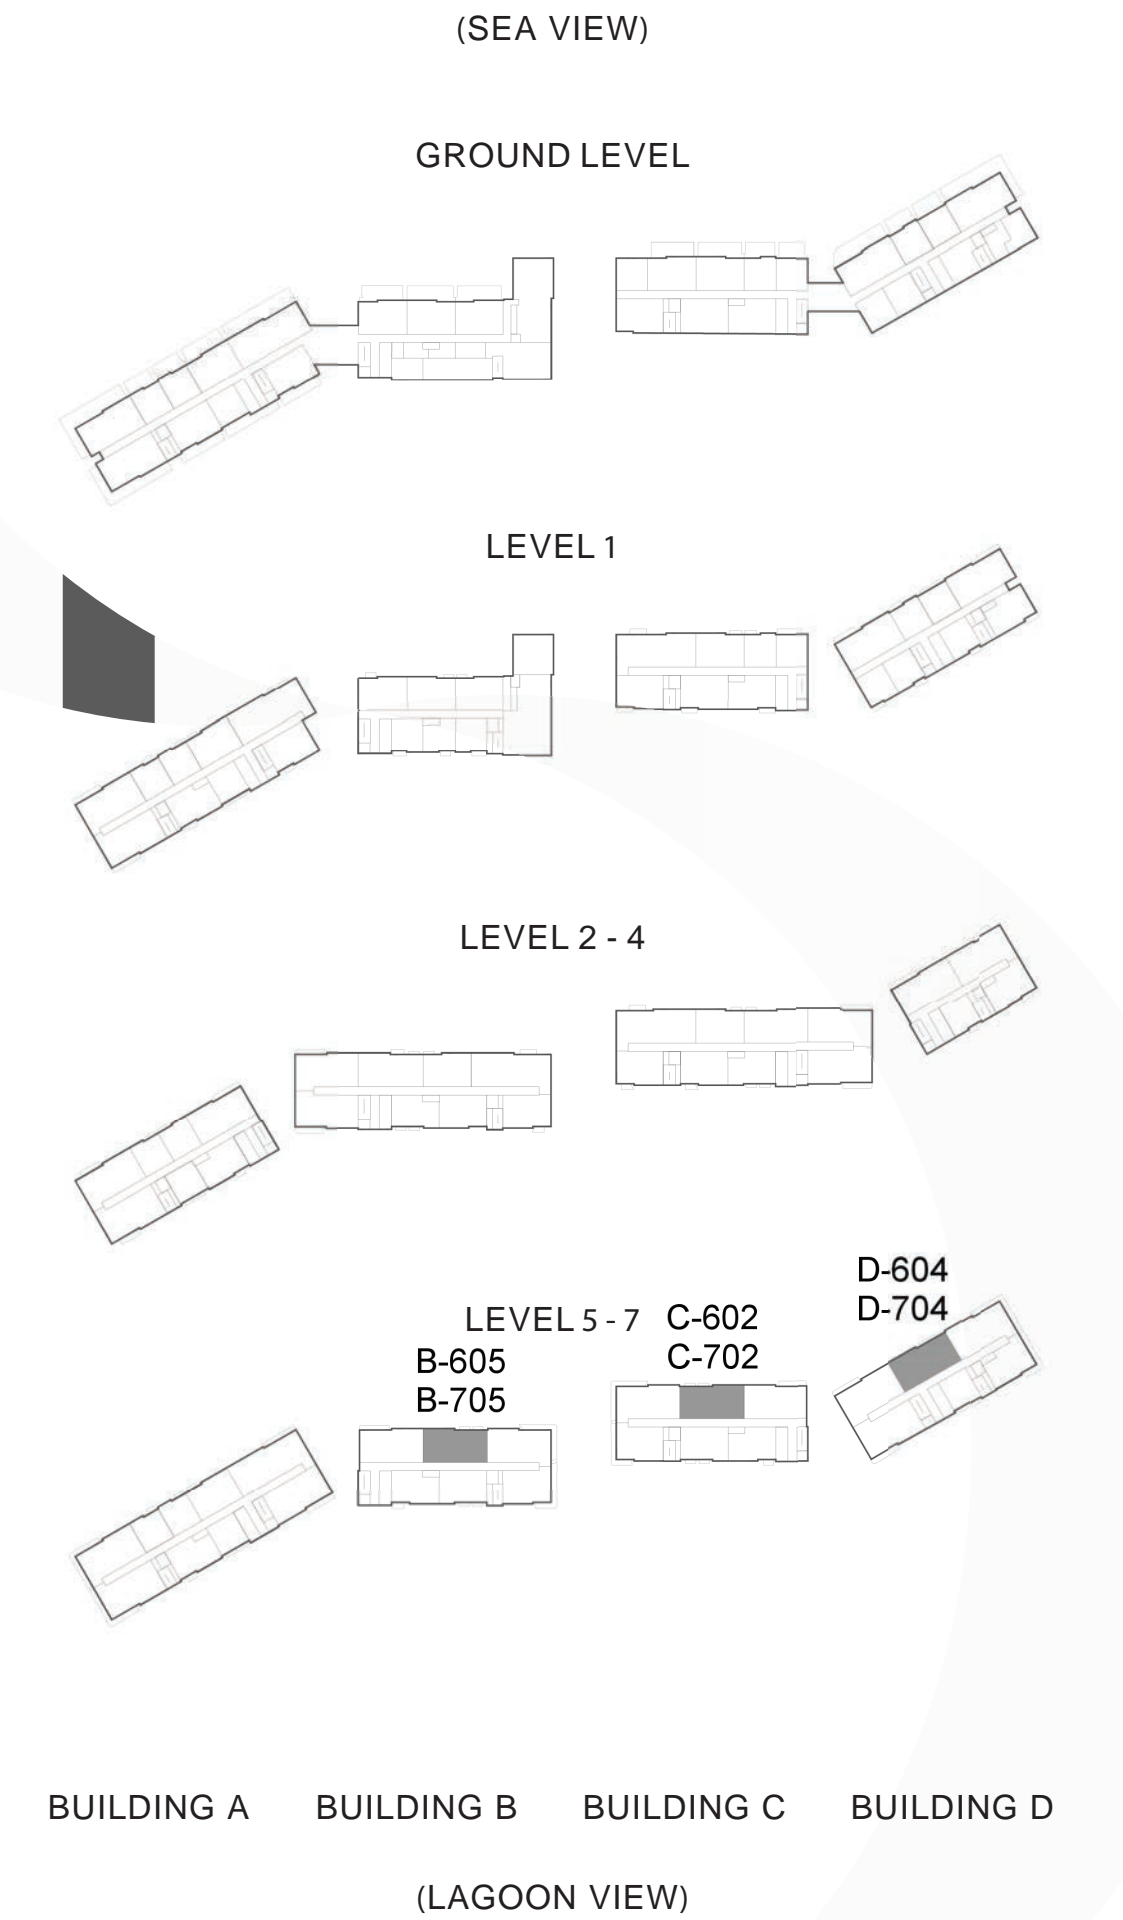 (SEA VIEW)
GROUND LEVEL
LEVEL 1
LEVEL 2 - 4
D-604
D-704
LEVEL 5 - 7
C-602
C-702
B-605
B-705
BUILDING A
BUILDING B
BUILDING C
BUILDING D
(LAGOON VIEW)